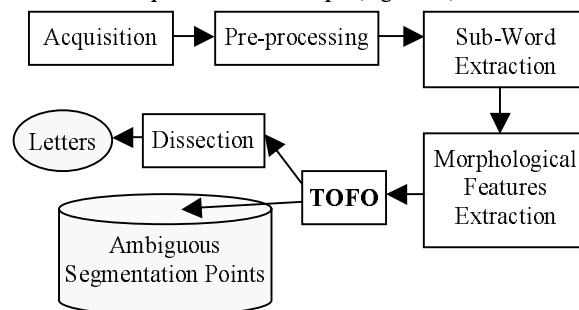 Acquisition
Pre-processing
Sub-Word
Extraction
Letters
Dissection
TOFO
Morphological
Features
Extraction
Ambiguous
Segmentation Points